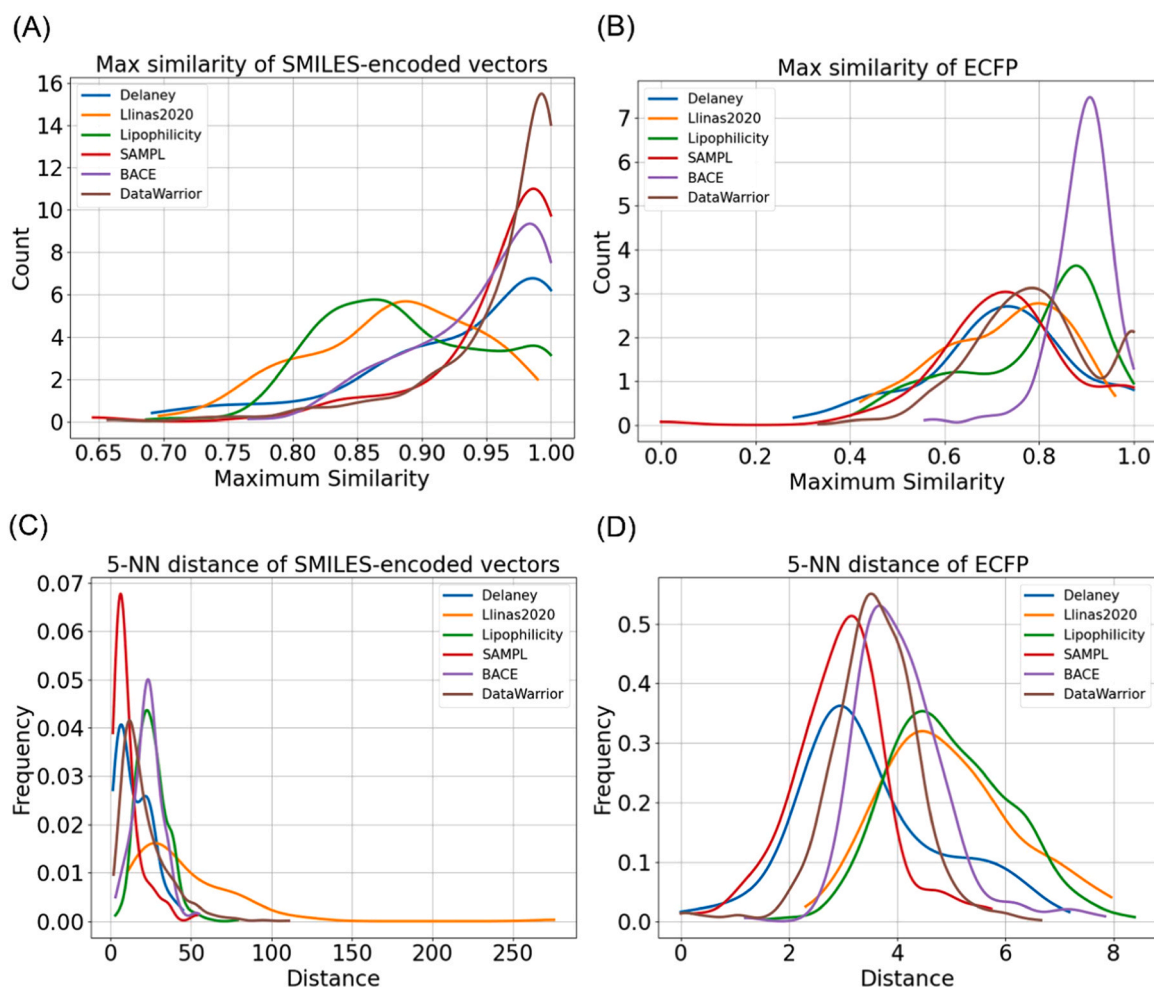 (A)
Max similarity of SMILES-encoded vectors
16
14
12
10
8
6
4
2
0
Count
Delaney
Llinas2020
Lipophilicity
SAMPL
BACE
DataWarrior
0.65 0.70 0.75 0.80 0.85 0.90 0.95 1.00
Maximum Similarity
(B)
Max similarity of ECFP
7
6
5
4
3
2
1
0
Count
Delaney
Llinas2020
Lipophilicity
SAMPL
BACE
DataWarrior
0.0 0.2 0.4 0.6 0.8 1.0
Maximum Similarity
(C)
5-NN distance of SMILES-encoded vectors
0.07
0.06
0.05
0.04
0.03
0.02
0.01
0.00
Frequency
Delaney
Llinas2020
Lipophilicity
SAMPL
BACE
DataWarrior
0 50 100 150 200 250
Distance
(D)
5-NN distance of ECFP
0.5
0.4
0.3
0.2
0.1
0.0
Frequency
Delaney
Llinas2020
Lipophilicity
SAMPL
BACE
DataWarrior
0 2 4 6 8
Distance